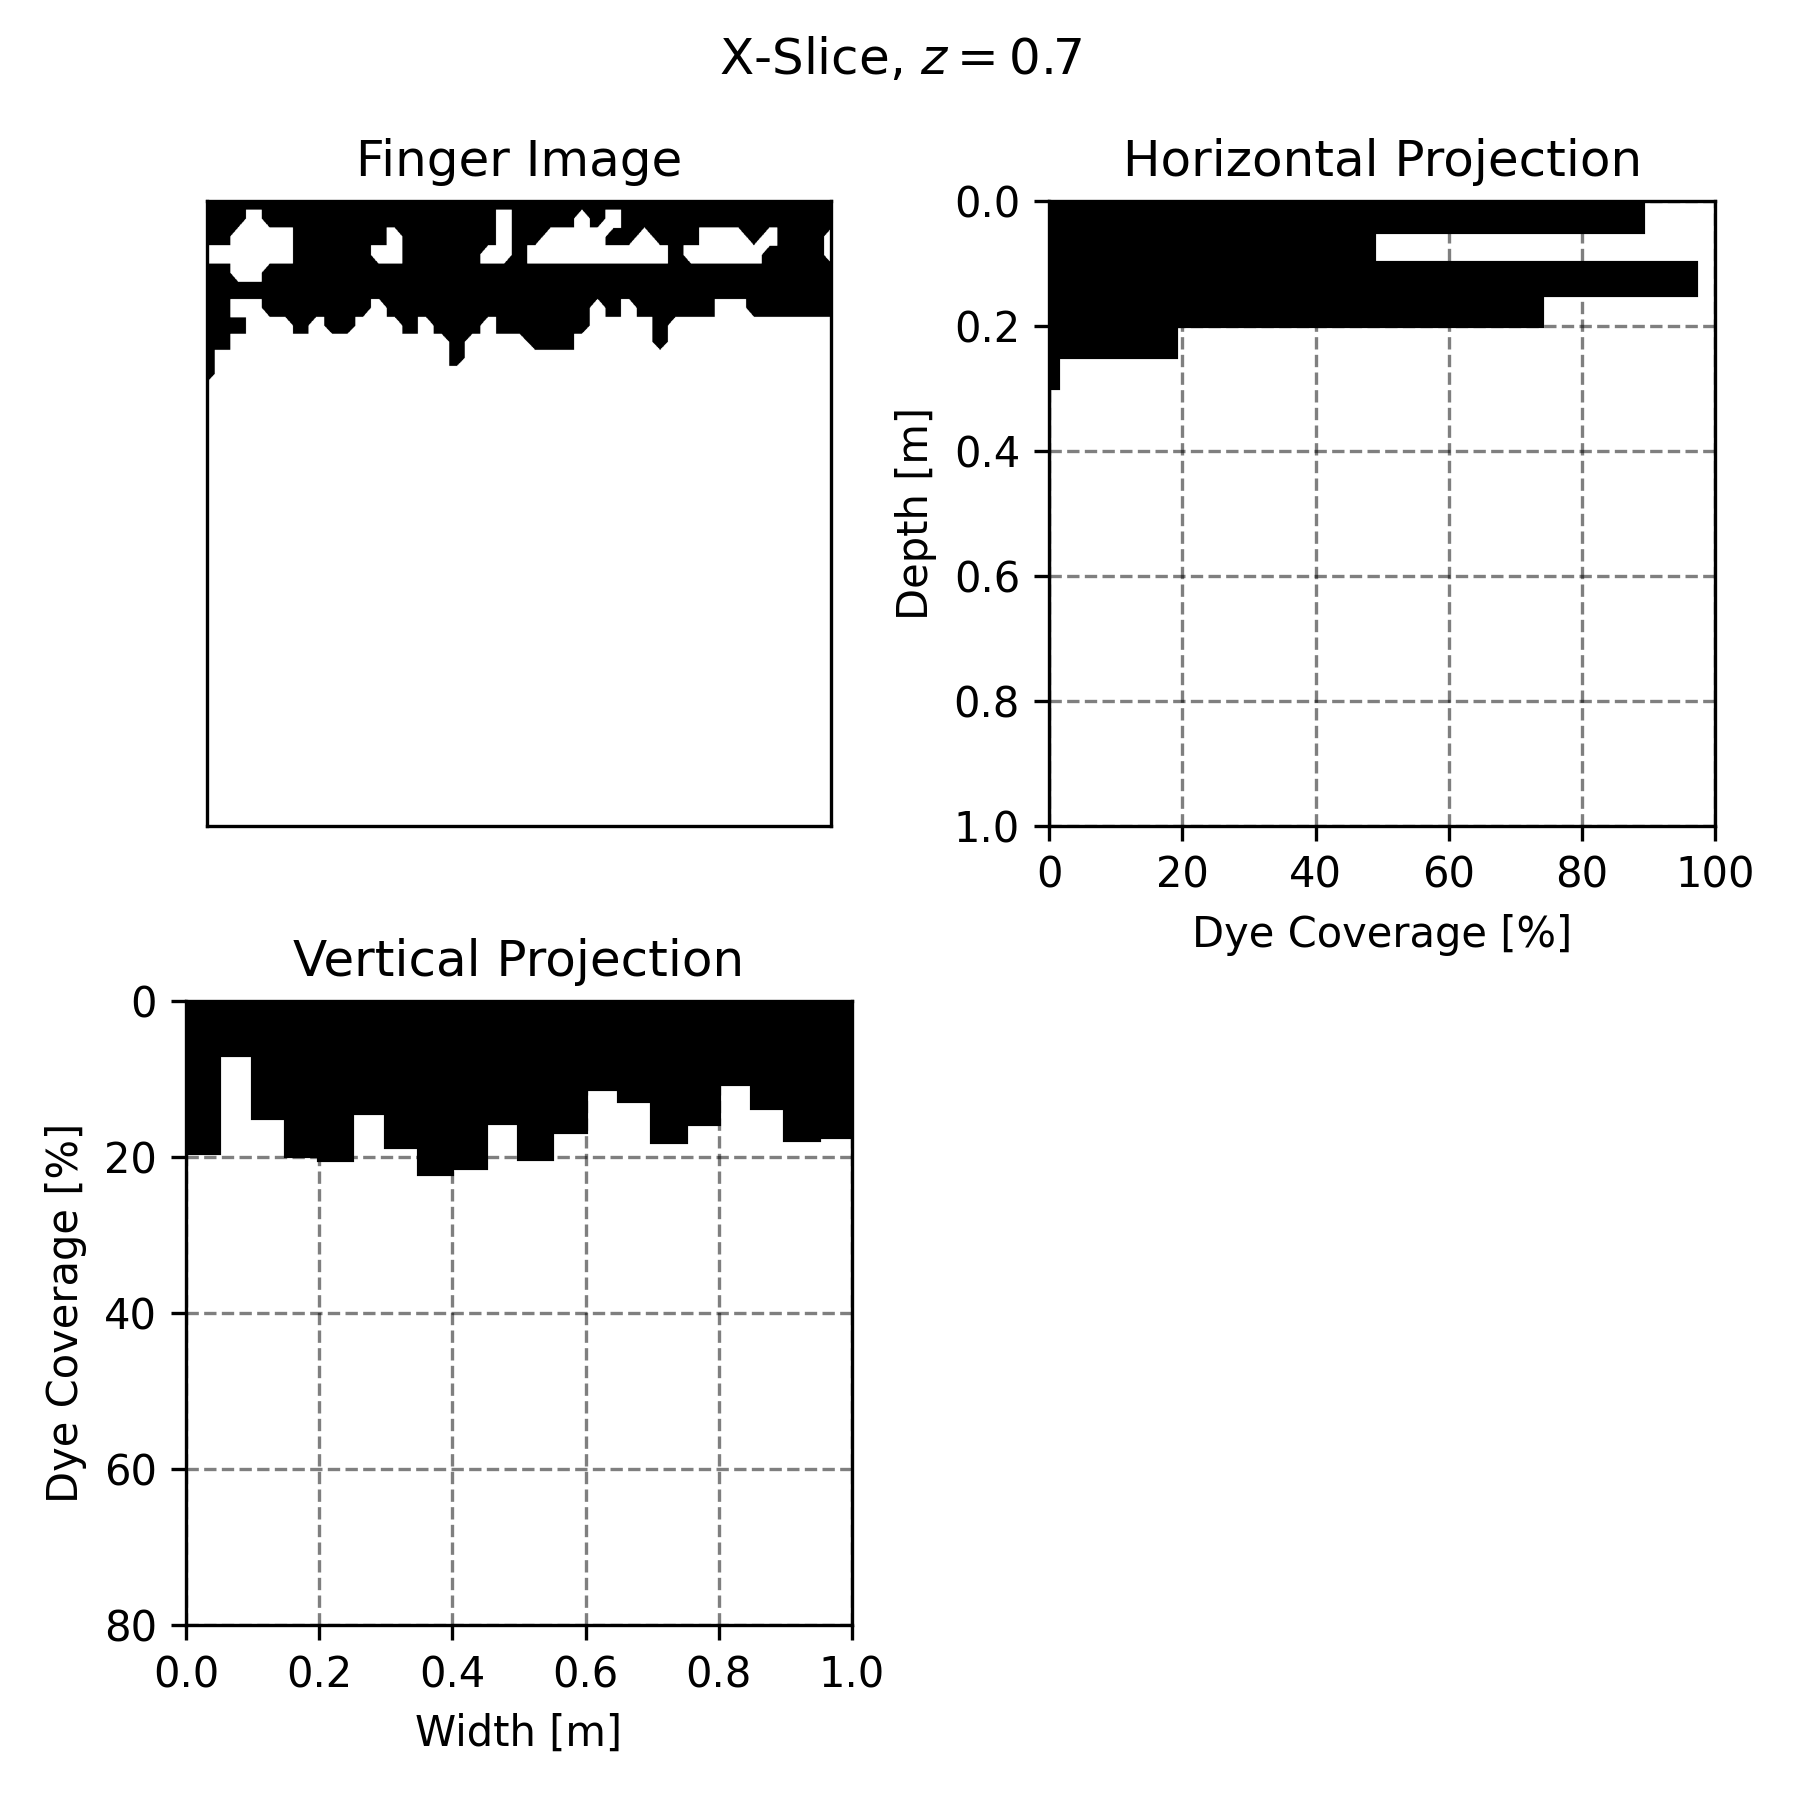 X-Slice, z = 0.7
Finger Image
Horizontal Projection
0.0
0.2
0.4
0.6
0.8
1.0
Depth [m]
0 20 40 60 80 100
Dye Coverage [%]
Vertical Projection
0
20
40
60
80
Dye Coverage [%]
0.0 0.2 0.4 0.6 0.8 1.0
Width [m]